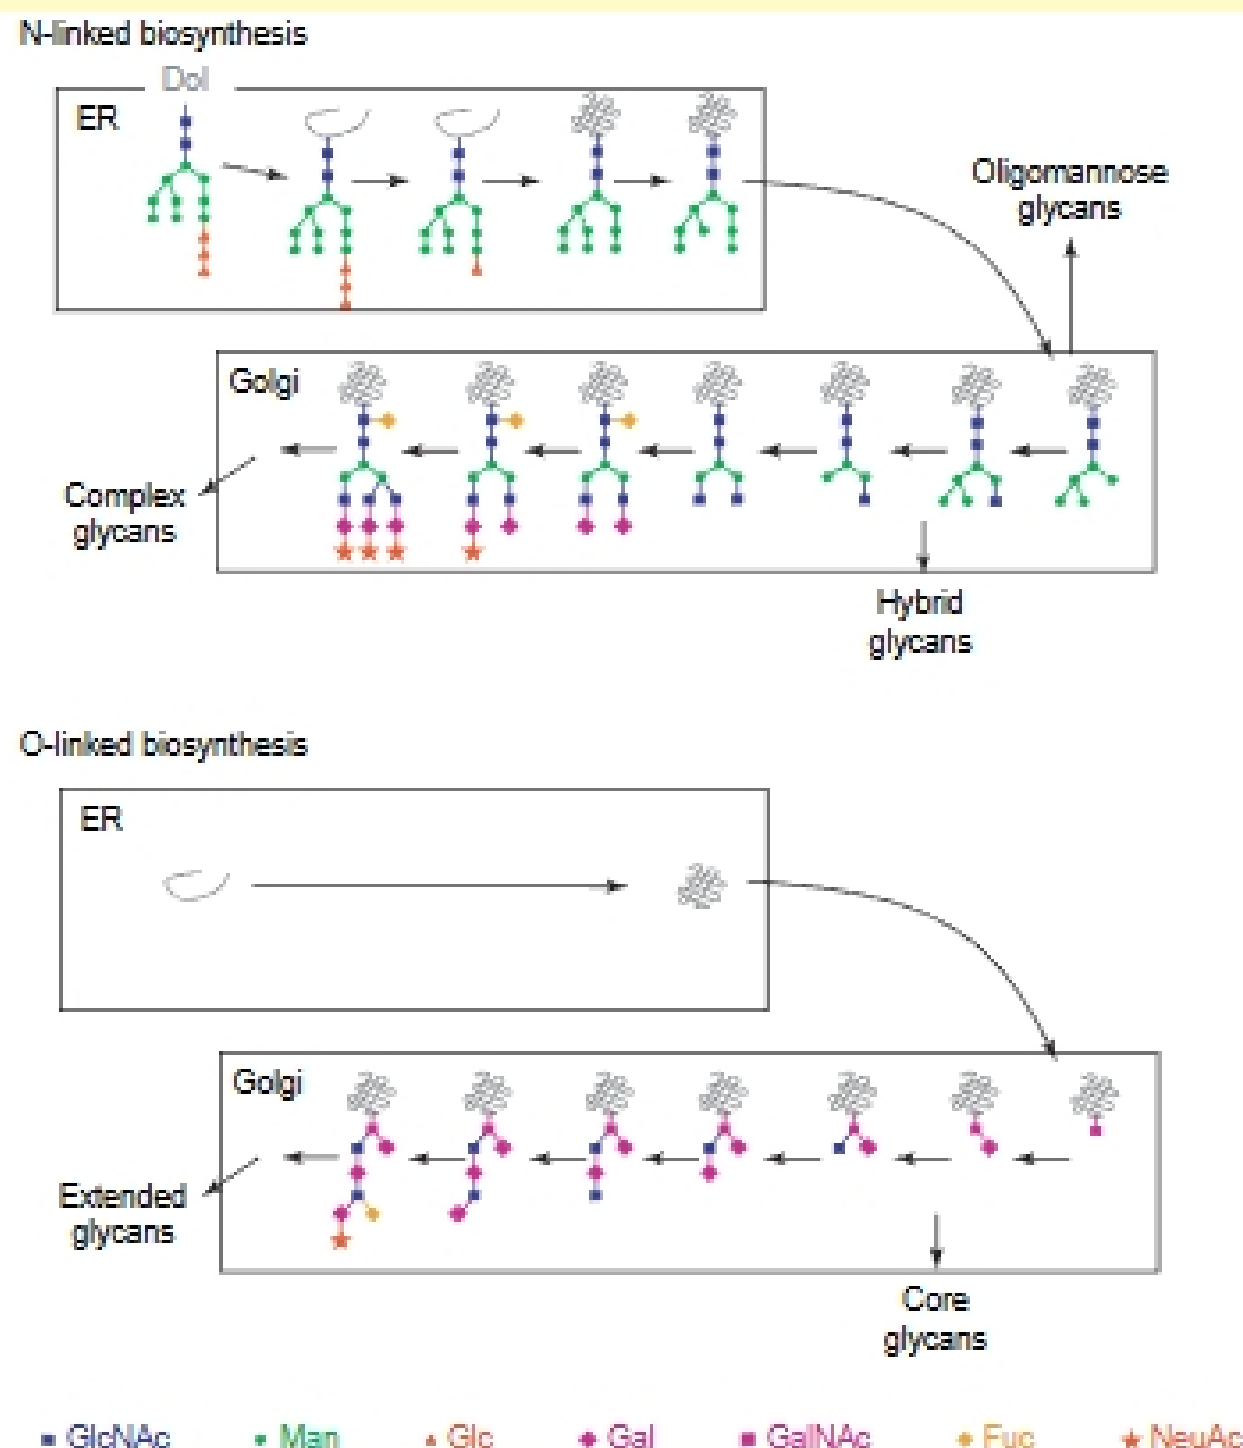 N-linked biosynthesis
Dol
ER
Oligomannose
glycans
Golgi
Complex
glycans
Hybrid
glycans
O-linked biosynthesis
ER
Golgi
Extended
glycans
Core
glycans
GlcNAc Man Glc Gal GalNAc Fuc NeuAc